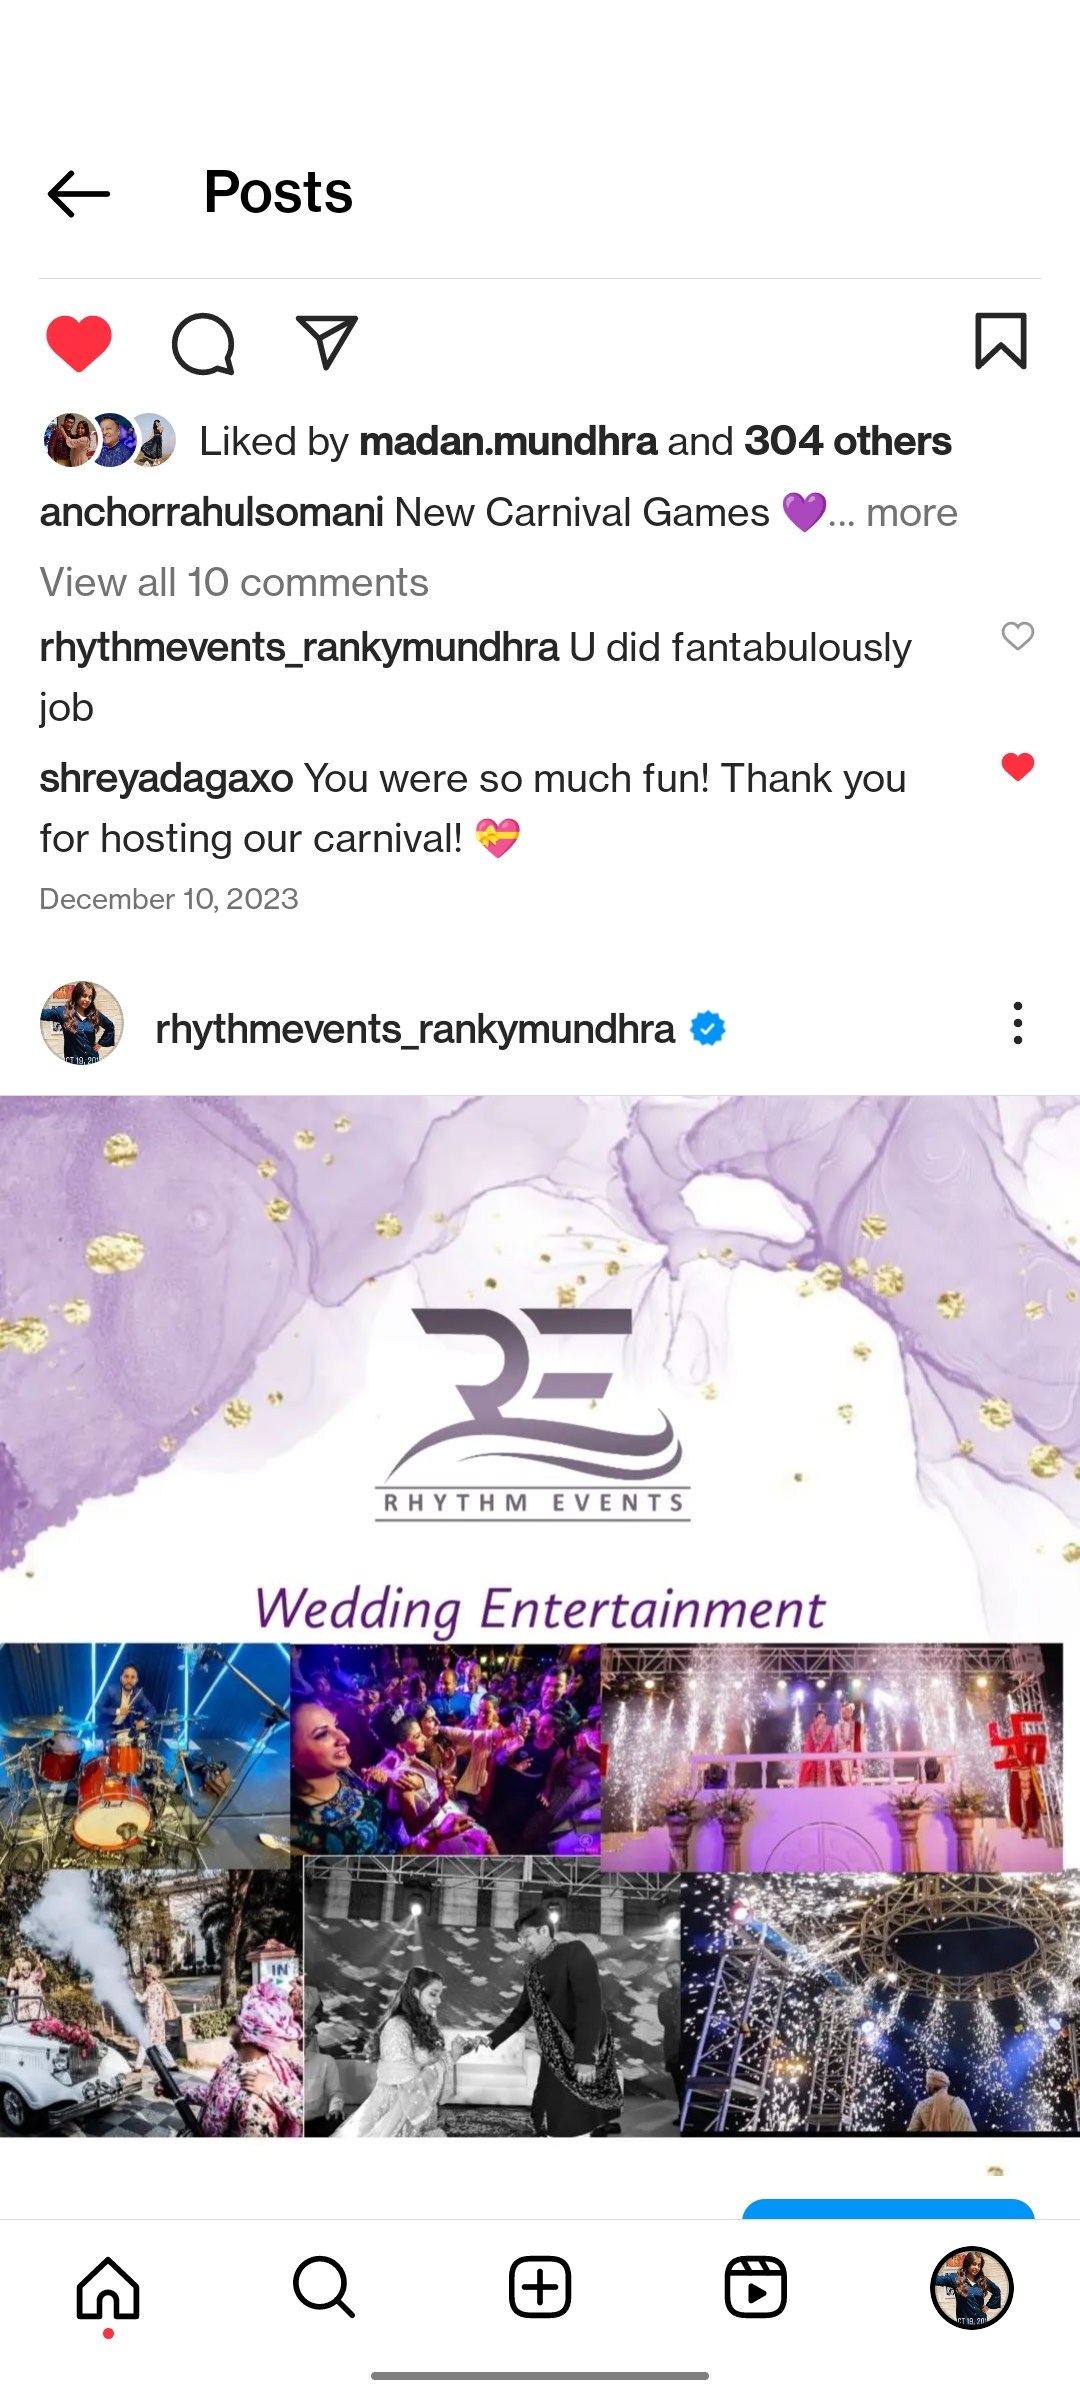 Posts
Liked by madan.mundhra and 304 others
anchorrahulsomani New Carnival Games 💜... more
View all 10 comments
rhythmevents_rankymundhra U did fantabulously
job
shreyadagaxo You were so much fun! Thank you
for hosting our carnival! 💝
December 10, 2023
rhythmevents_rankymundhra
RE
RHYTHM EVENTS
Wedding Entertainment
IN